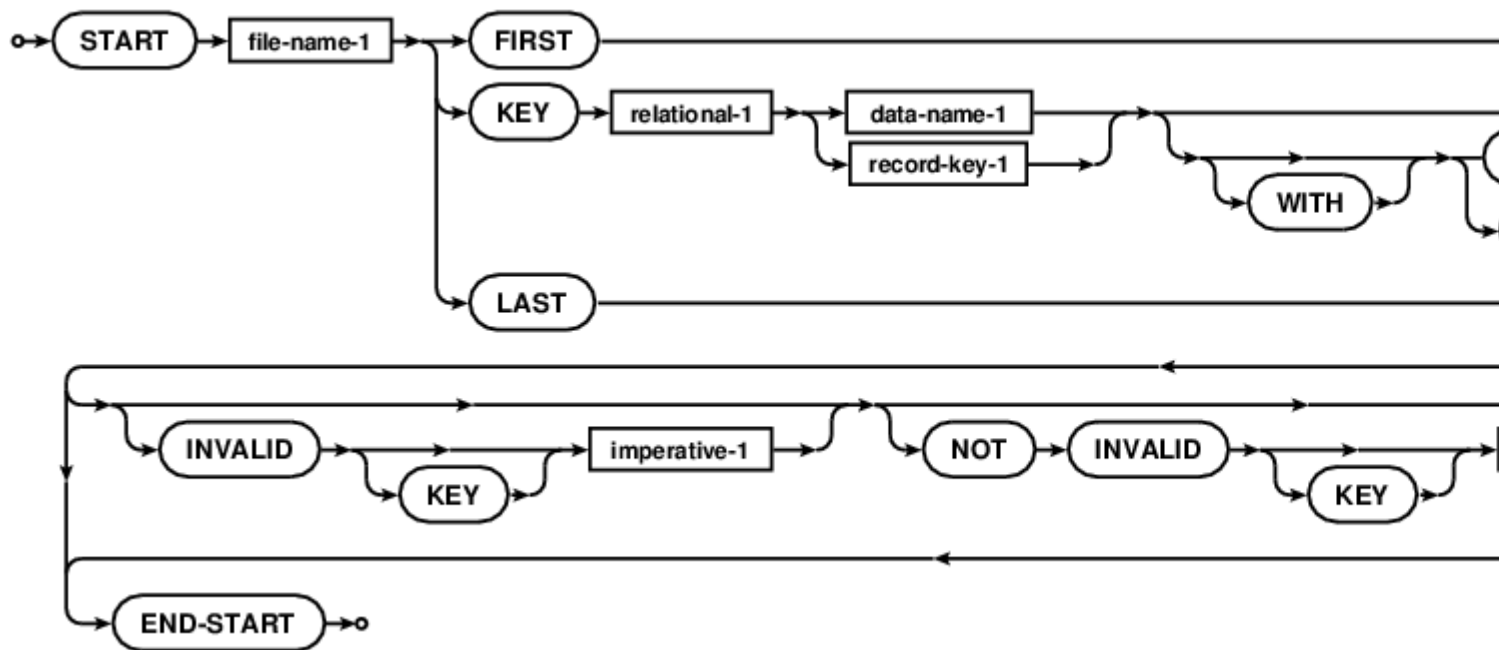 START file-name-1 FIRST
KEY relational-1 data-name-1
record-key-1
WITH
LAST
INVALID imperative-1 NOT INVALID
KEY KEY
END-START